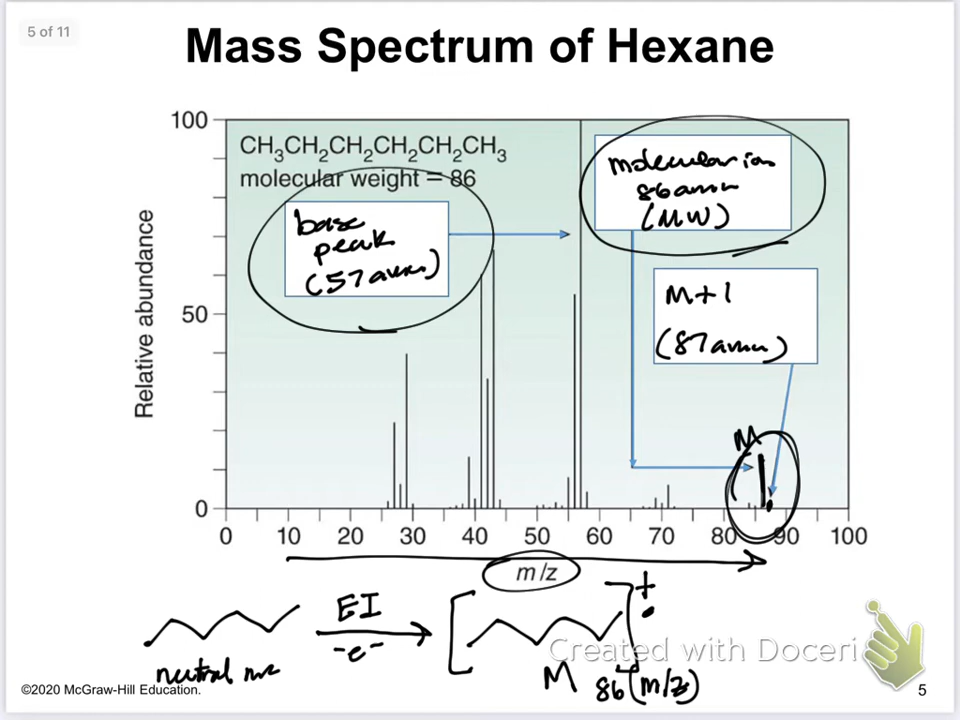 5 of 11
Mass Spectrum of Hexane
100
CH₃CH₂CH₂CH₂CH₂CH₃
molecular weight = 86
base
peak
(57 amu)
molecular ion
86 amu
(MW)
M+1
(87 amu)
Relative abundance
50
M
0
0 10 20 30 40 50 60 70 80 90 100
m/z
EI
-e⁻
+
•
neutral
M 86 (m/z)
Created with Doceri
©2020 McGraw-Hill Education.
5